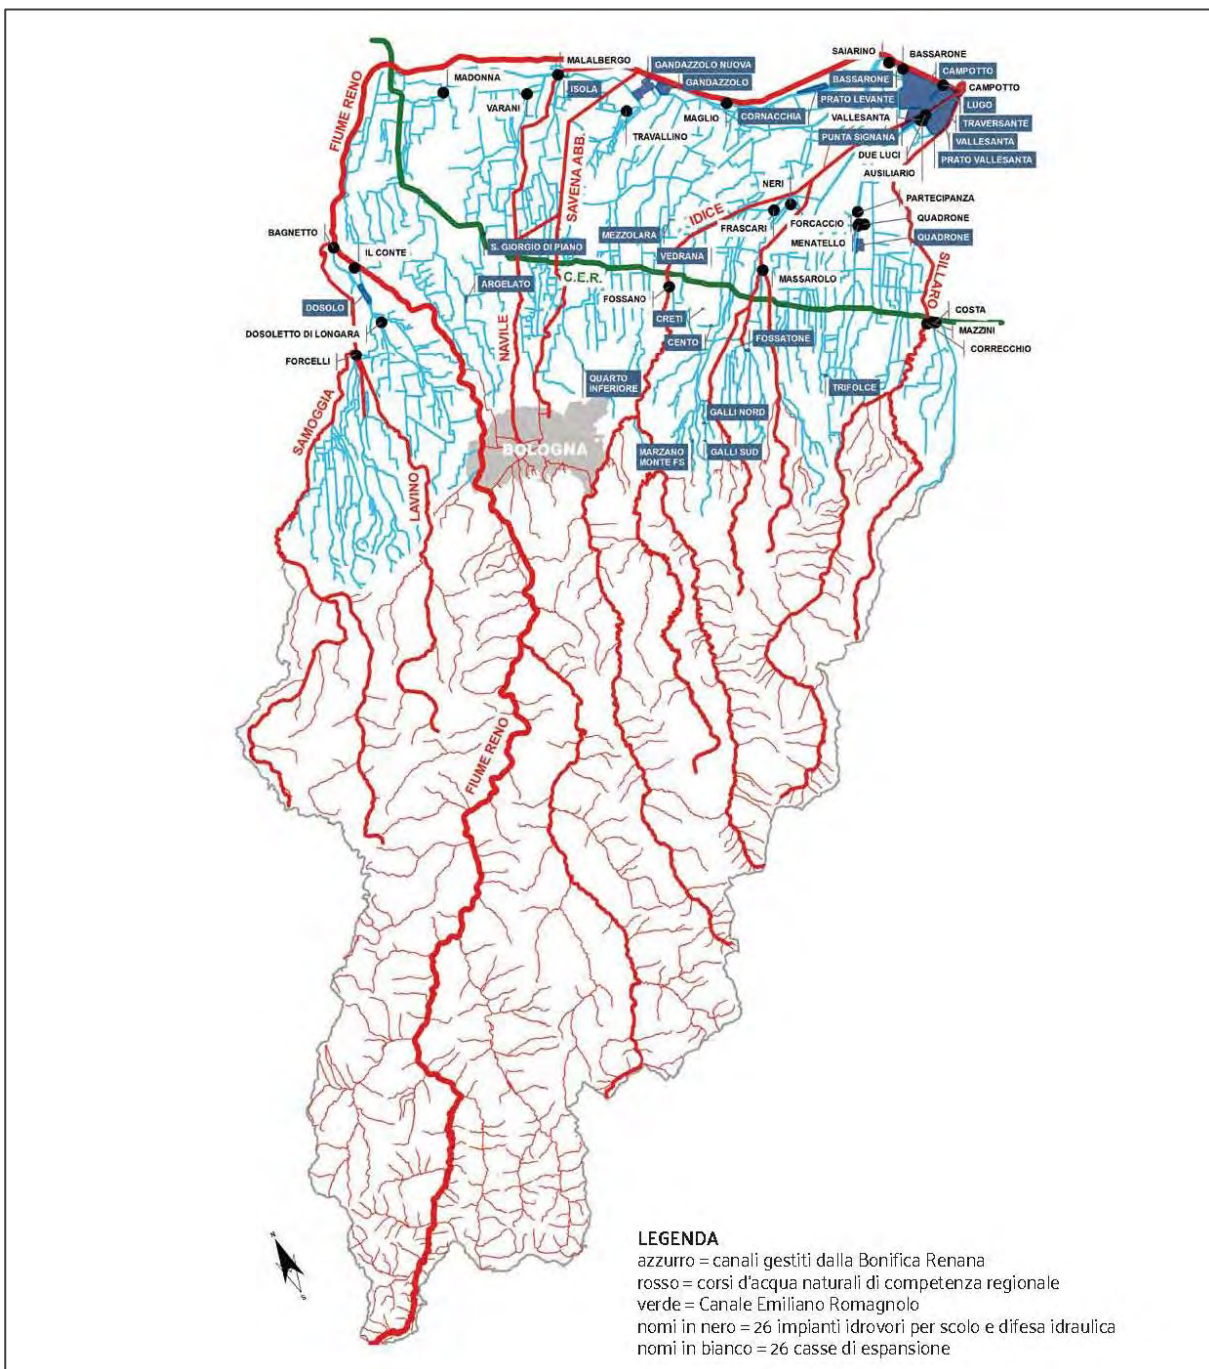 SAIARINO
BASSARONE
MALALBERGO
GANDAZZOLO NUOVA
CAMPOTTO
MADONNA
BASSARONE
GANDAZZOLO
ISOLA
CAMPOTTO
PRATO LEVANTE
LUGO
VARANI
MAGLIO
CORNACCHIA
VALLESANTA
TRAVERSANTE
FIUME RENO
TRAVALLINO
PUNTA SIGNANA
VALLESANTA
DUE LUCI
PRATO VALLESANTA
AUSILIARIO
SAVENA ABB.
NERI
PARTECIPANZA
IDICE
FORCACCIO
QUADRONE
FRASCARI
BAGNETTO
MEZZOLARA
MENATELLO
QUADRONE
S. GIORGIO DI PIANO
IL CONTE
VEDRANA
SILLARO
C.E.R.
MASSAROLO
ARGELATO
FOSSANO
DOSOLO
COSTA
CRETI
MAZZINI
DOSOLETTO DI LONGARA
NAVILE
CENTO
FOSSATONE
CORRECCHIO
FORCELLI
QUARTO
INFERIORE
TRIFOLCE
SAMOGGIA
GALLI NORD
BOLOGNA
MARZANO
MONTE FS
GALLI SUD
LAVINO
FIUME RENO
N
S
LEGENDA
azzurro = canali gestiti dalla Bonifica Renana
rosso = corsi d'acqua naturali di competenza regionale
verde = Canale Emiliano Romagnolo
nomi in nero = 26 impianti idrovori per scolo e difesa idraulica
nomi in bianco = 26 casse di espansione